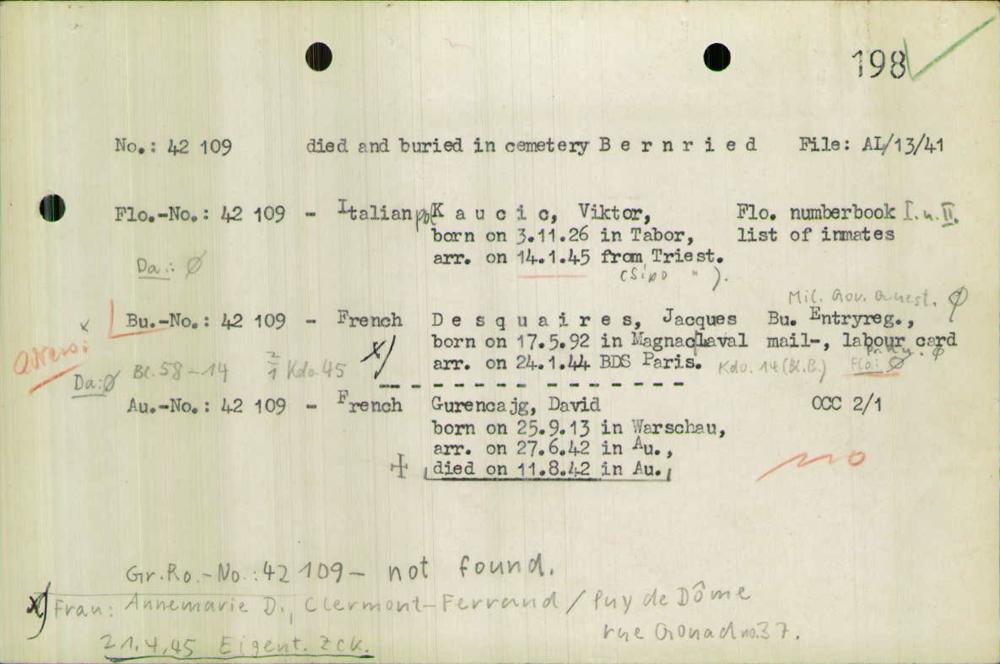 198
No.: 42 109 died and buried in cemetery B e r n r i e d File: AL/13/41
Flo.-No.: 42 109 - Italian K a u c i c, Viktor, Flo. numberbook I. u. II.
born on 3.11.26 in Tabor, list of inmates
Da.: Ø arr. on 14.1.45 from Triest.
(Sipo " ).
Mil. Gov. Ø
x Bu.-No.: 42 109 - French D e s q u a i r e s, Jacques Bu. Entryreg.,
born on 17.5.92 in Magnac Laval mail-, labour card
Da: Ø Bl. 58-14 Kdo. 45 x) arr. on 24.1.44 BDS Paris. Kdo. 14 (Bl. B.) Flo: Ø
Au.-No.: 42 109 - French Gurencajg, David OCC 2/1
born on 25.9.13 in Warschau,
arr. on 27.6.42 in Au.,
died on 11.8.42 in Au.,
no
Gr.Ro.-No.: 42 109 - not found.
x) Frau: Annemarie D., Clermont-Ferrand / Puy de Dôme
rue no 37.
21.4.45 Eigent. zck.